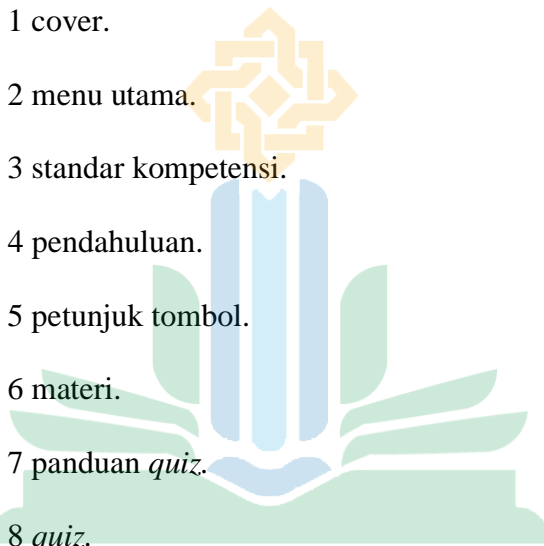 1 cover.
2 menu utama.
3 standar kompetensi.
4 pendahuluan.
5 petunjuk tombol.
6 materi.
7 panduan quiz.
8 quiz.